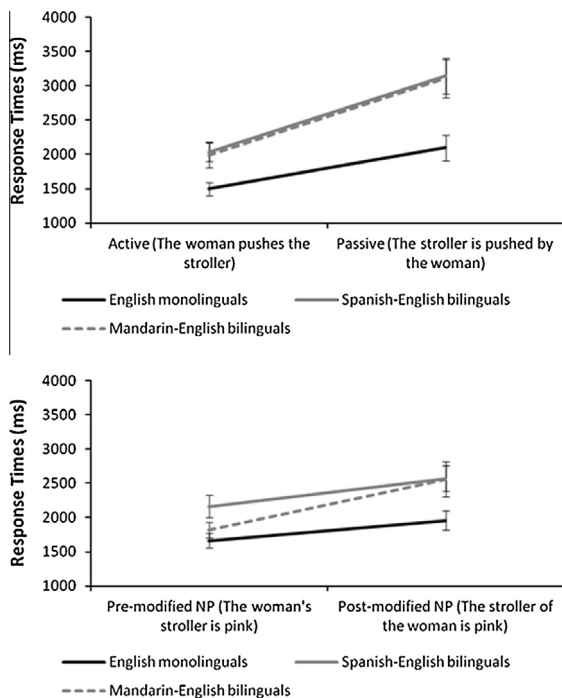 Response Times (ms)
4000
3500
3000
2500
2000
1500
1000
Active (The woman pushes the
stroller)
Passive (The stroller is pushed by
the woman)
English monolinguals
Spanish-English bilinguals
Mandarin-English bilinguals
Response Times (ms)
4000
3500
3000
2500
2000
1500
1000
Pre-modified NP (The woman's
stroller is pink)
Post-modified NP (The stroller of
the woman is pink)
English monolinguals
Spanish-English bilinguals
Mandarin-English bilinguals